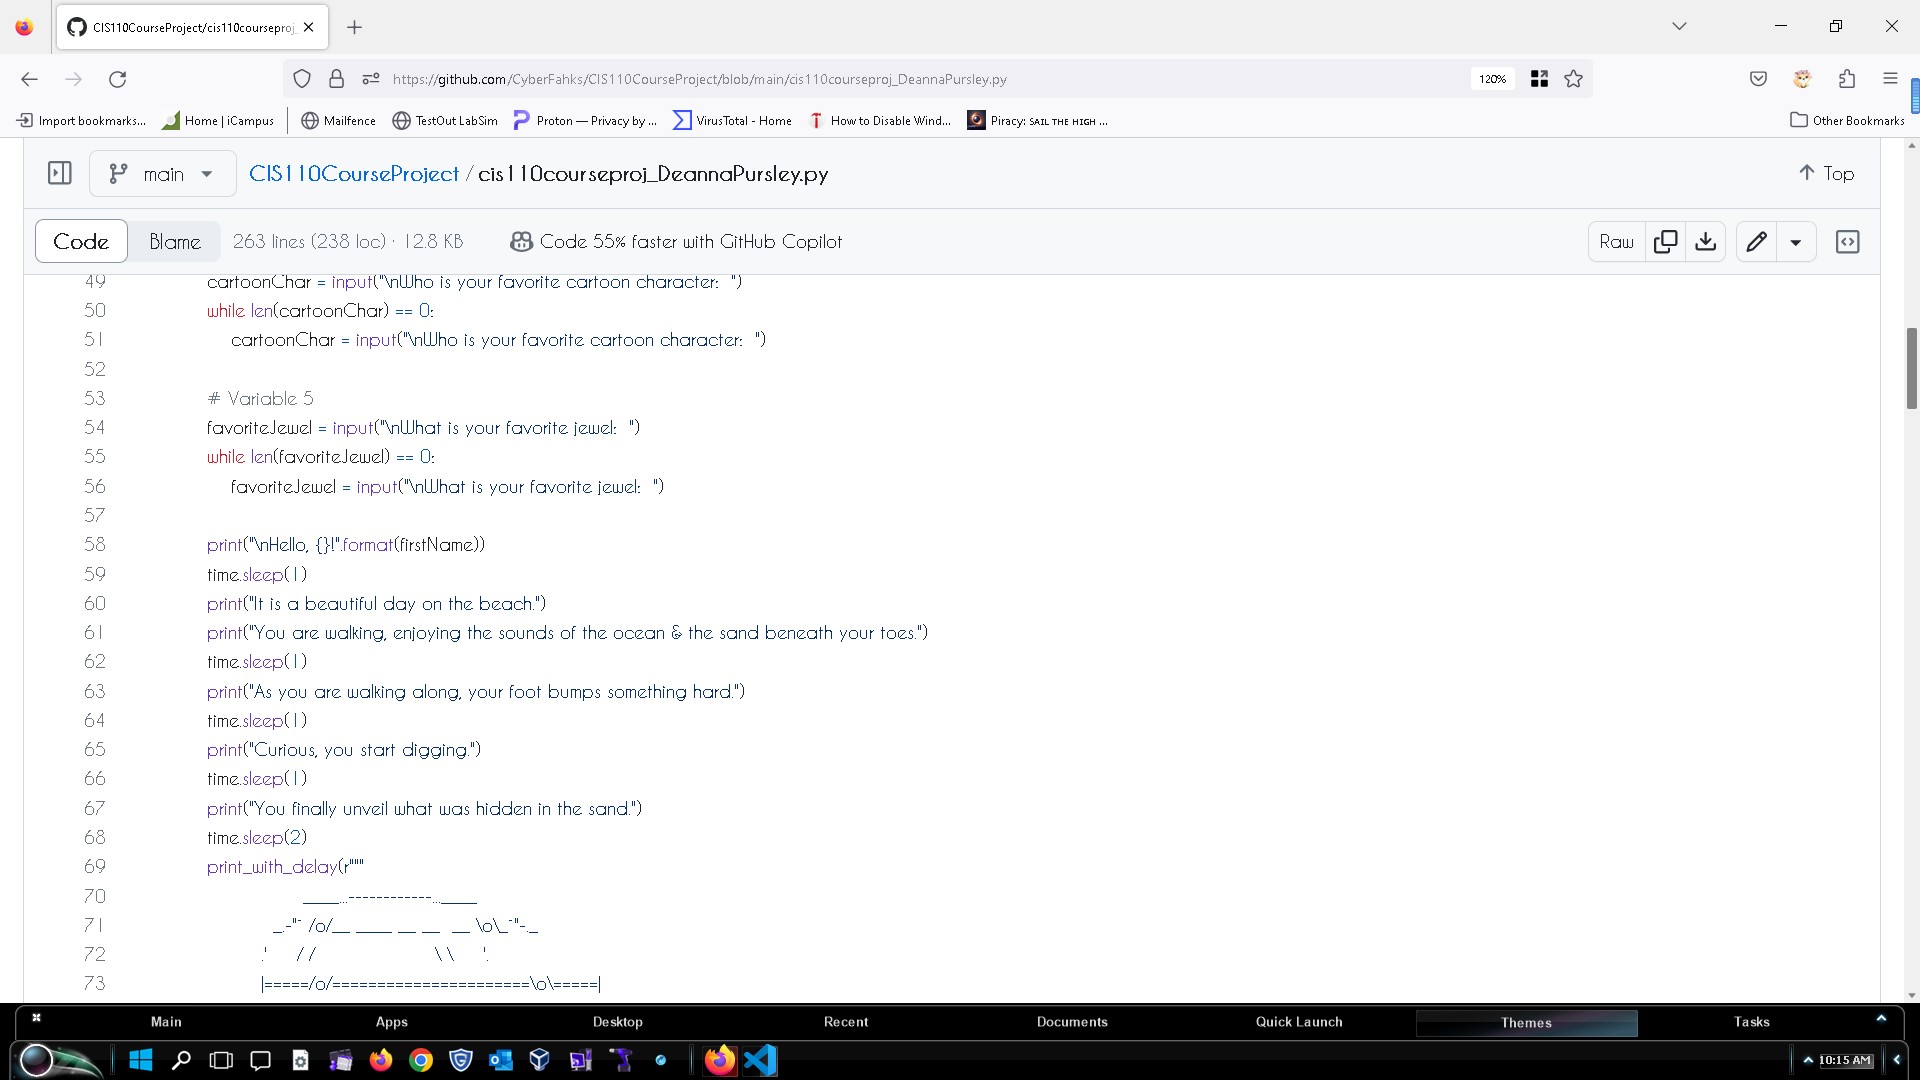 CIS110CourseProject/cis110courseproj_
https://github.com/CyberFahks/CIS110CourseProject/blob/main/cis110courseproj_DeannaPursley.py
120%
Import bookmarks...
Home | iCampus
Mailfence
TestOut LabSim
Proton — Privacy by ...
VirusTotal - Home
How to Disable Wind...
Piracy: SAIL THE HIGH ...
Other Bookmarks
main
CIS110CourseProject / cis110courseproj_DeannaPursley.py
Top
Code
Blame
263 lines (238 loc) · 12.8 KB
Code 55% faster with GitHub Copilot
Raw
49 cartoonChar = input("\nWho is your favorite cartoon character:  ")
50 while len(cartoonChar) == 0:
51     cartoonChar = input("\nWho is your favorite cartoon character:  ")
52
53 # Variable 5
54 favoriteJewel = input("\nWhat is your favorite jewel:  ")
55 while len(favoriteJewel) == 0:
56     favoriteJewel = input("\nWhat is your favorite jewel:  ")
57
58 print("\nHello, {}!".format(firstName))
59 time.sleep(1)
60 print("It is a beautiful day on the beach.")
61 print("You are walking, enjoying the sounds of the ocean & the sand beneath your toes.")
62 time.sleep(1)
63 print("As you are walking along, your foot bumps something hard.")
64 time.sleep(1)
65 print("Curious, you start digging.")
66 time.sleep(1)
67 print("You finally unveil what was hidden in the sand.")
68 time.sleep(2)
69 print_with_delay(r"""
70 ____...------------...____
71 _.-"` /o/__ ____ __ __  __ \o\_`"-._
72 .'     / /                    \ \     '.
73 |=====/o/======================\o\=====|
Main
Apps
Desktop
Recent
Documents
Quick Launch
Themes
Tasks
10:15 AM